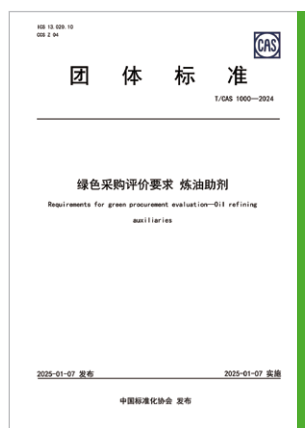 ICS 13.020.10
CCS Z 04
CAS
团 体 标 准
T/CAS 1000—2024
绿色采购评价要求 炼油助剂
Requirements for green procurement evaluation—Oil refining
auxiliaries
2025-01-07 发布
2025-01-07 实施
中国标准化协会 发布